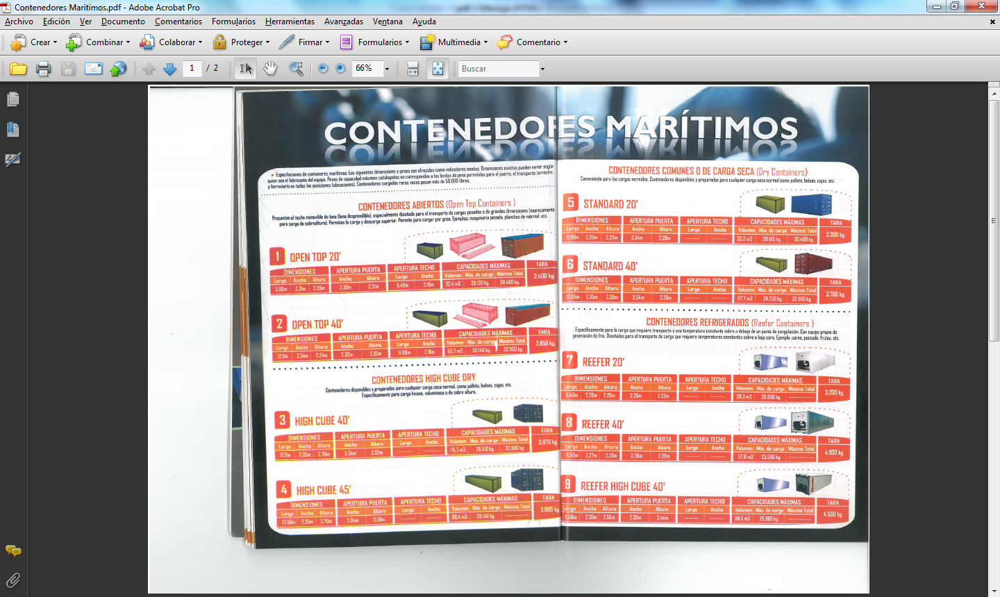 Contenedores Maritimos.pdf - Adobe Acrobat Pro
Archivo Edición Ver Documento Comentarios Formularios Herramientas Avanzadas Ventana Ayuda
Crear Combinar Colaborar Proteger Firmar Formularios Multimedia Comentario
1 / 2 66% Buscar
CONTENEDORES MARÍTIMOS
Especificaciones de containeres marítimos: Las siguientes dimensiones y pesos son ofrecidos como indicadores medios. Dimensiones exactas pueden variar según
quien sea el fabricante del equipo. Pesos de capacidad máximos catalogados no corresponden a los límites de peso permitidos para el puerto, el transporte terrestre
y ferroviario en todas las posiciones (ubicaciones). Contenedores cargados raras veces pesan más de 50.000 libras.
CONTENEDORES ABIERTOS (Open Top Containers )
Presentan el techo removible de lona (lona desprendible), especialmente diseñado para el transporte de cargas pesadas o de grandes dimensiones (expresamente
para carga de sobrealtura). Permiten la carga y descarga superior. Permite para cargar por grúa. Ejemplos: maquinaria pesada, planchas de mármol, etc.
1 OPEN TOP 20'
DIMENSIONES APERTURA PUERTA APERTURA TECHO CAPACIDADES MÁXIMAS TARA
Largo Ancho Altura Ancho Altura Largo Ancho Volumen Máx. de carga Máximo Total
5,90m 2,31m 2,35m 2,30m 2,21m 5,49m 2,18m 32,4 m3 28.120 kg. 30.480 kg. 2.400 kg.
2 OPEN TOP 40'
DIMENSIONES APERTURA PUERTA APERTURA TECHO CAPACIDADES MÁXIMAS TARA
Largo Ancho Altura Ancho Altura Largo Ancho Volumen Máx. de carga Máximo Total
12,0m 2,34m 2,24m 2,32m 2,32m 11,88m 2,18m 65,7 m3 30.140 kg. 32.500 kg. 3.850 kg.
CONTENEDORES HIGH CUBE DRY
Contenedores disponibles y preparados para cualquier carga seca normal, como pallets, bolsas, cajas, etc.
Específicamente para carga liviana, voluminosa o de sobre altura.
3 HIGH CUBE 40'
DIMENSIONES APERTURA PUERTA APERTURA TECHO CAPACIDADES MÁXIMAS TARA
Largo Ancho Altura Ancho Altura Largo Ancho Volumen Máx. de carga Máximo Total
12,0m 2,35m 2,70m 2,34m 2,59m --------- --------- 76,3 m3 28.510 kg. 32.500 kg. 3.970 kg.
4 HIGH CUBE 45'
DIMENSIONES APERTURA PUERTA APERTURA TECHO CAPACIDADES MÁXIMAS TARA
Largo Ancho Altura Ancho Altura Largo Ancho Volumen Máx. de carga Máximo Total
13,56m 2,35m 2,70m 2,34m 2,59m --------- --------- 86,4 m3 29.140 kg. --------------- 3.880 kg.
CONTENEDORES COMUNES O DE CARGA SECA (Dry Containers)
Conveniente para las cargas normales. Contenedores disponibles y preparados para cualquier carga seca normal como pallets, bolsas, cajas, etc.
5 STANDARD 20'
DIMENSIONES APERTURA PUERTA APERTURA TECHO CAPACIDADES MÁXIMAS TARA
Largo Ancho Altura Ancho Altura Largo Ancho Volumen Máx. de carga Máximo Total
5,90m 2,35m 2,39m 2,34m 2,28m --------- --------- 33,2 m3 28.180 kg. 30.400 kg. 2.300 kg.
6 STANDARD 40'
DIMENSIONES APERTURA PUERTA APERTURA TECHO CAPACIDADES MÁXIMAS TARA
Largo Ancho Altura Ancho Altura Largo Ancho Volumen Máx. de carga Máximo Total
12,04m 2,35m 2,39m 2,34m 2,28m --------- --------- 67,7 m3 28.750 kg. 32.500 kg. 3.700 kg.
CONTENEDORES REFRIGERADOS (Reefer Containers )
Específicamente para la carga que requiere transporte a una temperatura constante sobre o debajo de un punto de congelación. Con equipo propio de
generación de frío. Diseñados para el transporte de carga que requiere temperaturas constantes sobre o bajo cero. Ejemplo: carne, pescado, frutas, etc.
7 REEFER 20'
DIMENSIONES APERTURA PUERTA APERTURA TECHO CAPACIDADES MÁXIMAS TARA
Largo Ancho Altura Ancho Altura Largo Ancho Volumen Máx. de carga Máximo Total
5,43m 2,28m 2,26m 2,26m 2,22m --------- --------- 28,3 m3 20.800 kg. --------------- 3.200 kg.
8 REEFER 40'
DIMENSIONES APERTURA PUERTA APERTURA TECHO CAPACIDADES MÁXIMAS TARA
Largo Ancho Altura Ancho Altura Largo Ancho Volumen Máx. de carga Máximo Total
11,50m 2,27m 2,20m 2,28m 2,20m --------- --------- 57,8 m3 25.580 kg. --------------- 4.900 kg.
9 REEFER HIGH CUBE 40'
DIMENSIONES APERTURA PUERTA APERTURA TECHO CAPACIDADES MÁXIMAS TARA
Largo Ancho Altura Ancho Altura Largo Ancho Volumen Máx. de carga Máximo Total
11,58m 2,30m 2,50m 2,30m 2,44m --------- --------- 66,6 m3 25.980 kg. --------------- 4.500 kg.